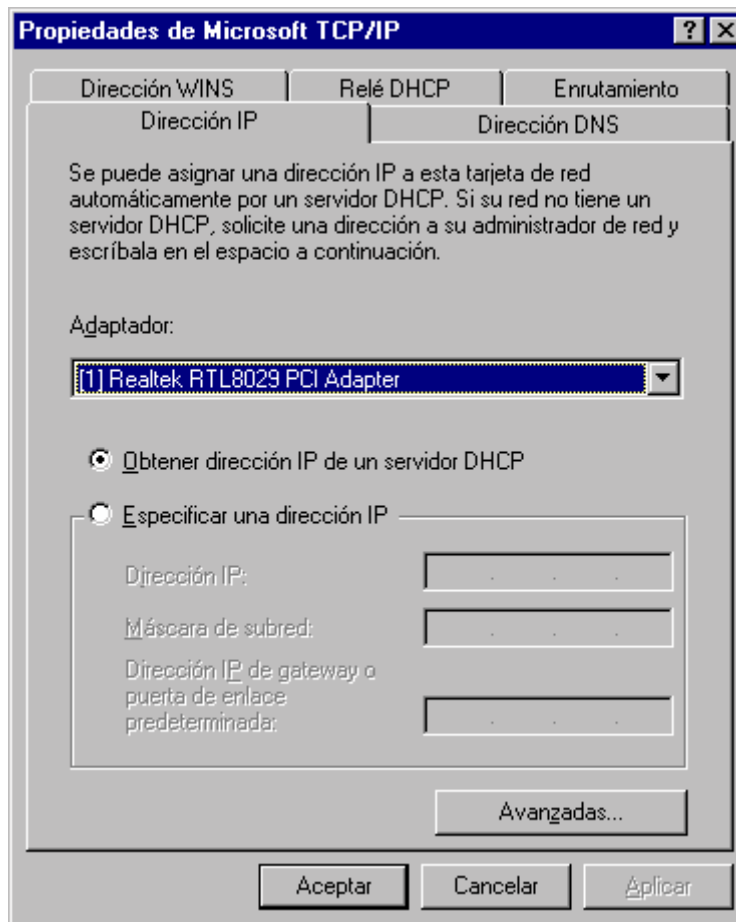 Propiedades de Microsoft TCP/IP
Dirección WINS
Relé DHCP
Enrutamiento
Dirección IP
Dirección DNS
Se puede asignar una dirección IP a esta tarjeta de red
automáticamente por un servidor DHCP. Si su red no tiene un
servidor DHCP, solicite una dirección a su administrador de red y
escríbala en el espacio a continuación.
Adaptador:
[1] Realtek RTL8029 PCI Adapter
Obtener dirección IP de un servidor DHCP
Especificar una dirección IP
Dirección IP:
Máscara de subred:
Dirección IP de gateway o
puerta de enlace
predeterminada:
Avanzadas...
Aceptar
Cancelar
Aplicar